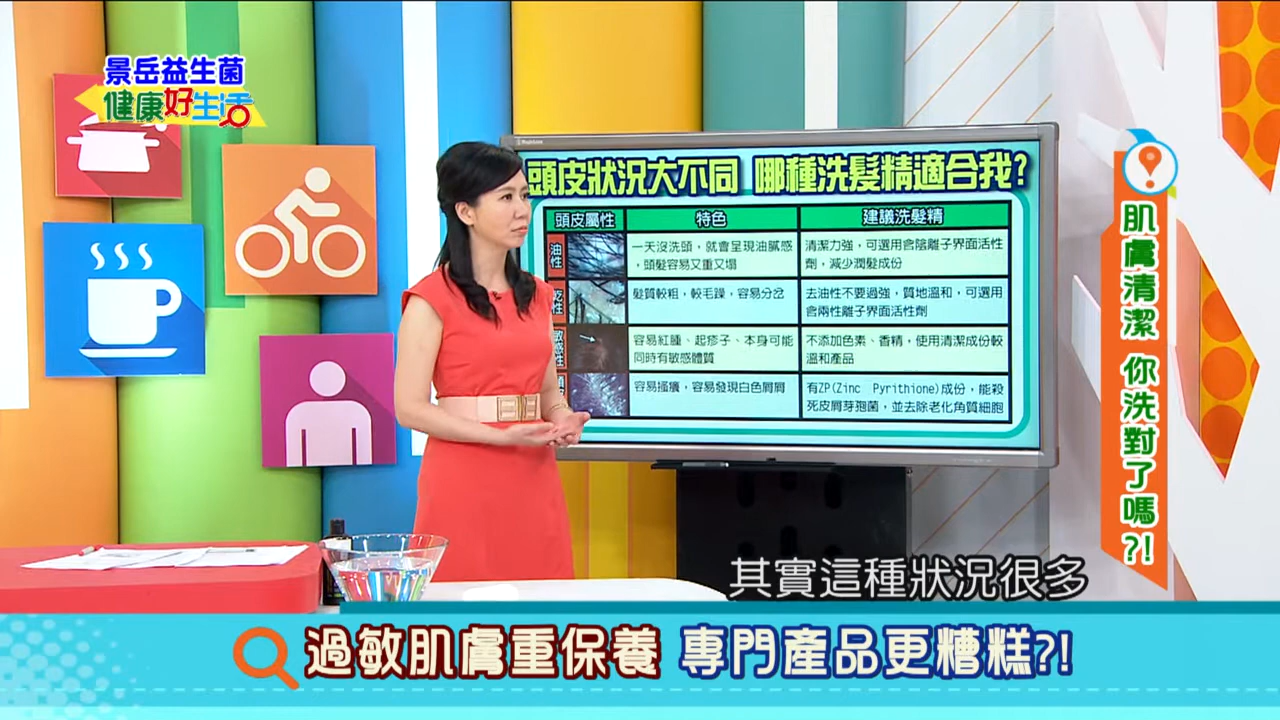 景岳益生菌
健康好生活
頭皮狀況大不同 哪種洗髮精適合我?
頭皮屬性
特色
建議洗髮精
油性
一天沒洗頭，就會呈現油膩感
，頭髮容易又重又塌
清潔力強，可選用含陰離子界面活性
劑，減少潤髮成份
乾性
髮質較粗，較毛躁，容易分岔
去油性不要過強，質地溫和，可選用
含兩性離子界面活性劑
敏感性
容易紅腫、起疹子、本身可能
同時有敏感體質
不添加色素、香精，使用清潔成份較
溫和產品
容易搔癢，容易發現白色屑屑
有ZP(Zinc Pyrithione)成份，能殺
死皮屑芽孢菌，並去除老化角質細胞
肌膚清潔 你洗對了嗎?!
其實這種狀況很多
過敏肌膚重保養 專門產品更糟糕?!